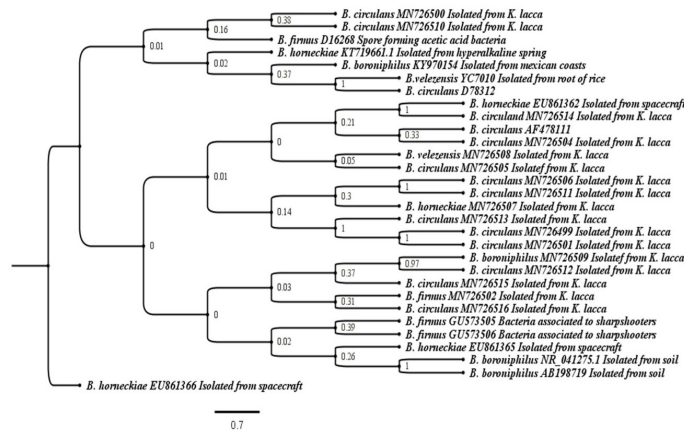 B. circulans MN726500 Isolated from K. lacca
0.38
B. circulans MN726510 Isolated from K. lacca
0.16
B. firmus D16268 Spore forming acetic acid bacteria
0.01
B. horneckiae KT719661.1 Isolated from hyperalkaline spring
0.02
B. boroniphilus KY970154 Isolated from mexican coasts
0.37
B.velezensis YC7010 Isolated from root of rice
1
B. circulans D78312
B. horneckiae EU861362 Isolated from spacecraft
1
B. circuland MN726514 Isolated from K. lacca
0.21
B. circulans AF478111
0.33
B. circulans MN726504 Isolated from K. lacca
0
B. velezensis MN726508 Isolated from K. lacca
0.05
B. circulans MN726505 Isolatef from K. lacca
0.01
B. circulans MN726506 Isolated from K. lacca
1
B. circulans MN726511 Isolated from K. lacca
0.3
B. horneckiae MN726507 Isolated from K. lacca
0.14
B. circulans MN726513 Isolated from K. lacca
1
B. circulans MN726499 Isolated from K. lacca
1
B. circulans MN726501 Isolated from K. lacca
0
B. boroniphilus MN726509 Isolatef from K. lacca
0.97
B. circulans MN726512 Isolated from K. lacca
0.37
B. circulans MN726515 Isolated from K. lacca
0.03
B. firmus MN726502 Isolated from K. lacca
0.31
B. circulans MN726516 Isolated from K. lacca
0
B. firmus GU573505 Bacteria associated to sharpshooters
0.39
B. firmus GU573506 Bacteria associated to sharpshooters
0.02
B. horneckiae EU861365 Isolated from spacecraft
0.26
B. boroniphilus NR_041275.1 Isolated from soil
1
B. boroniphilus AB198719 Isolated from soil
B. horneckiae EU861366 Isolated from spacecraft
0.7